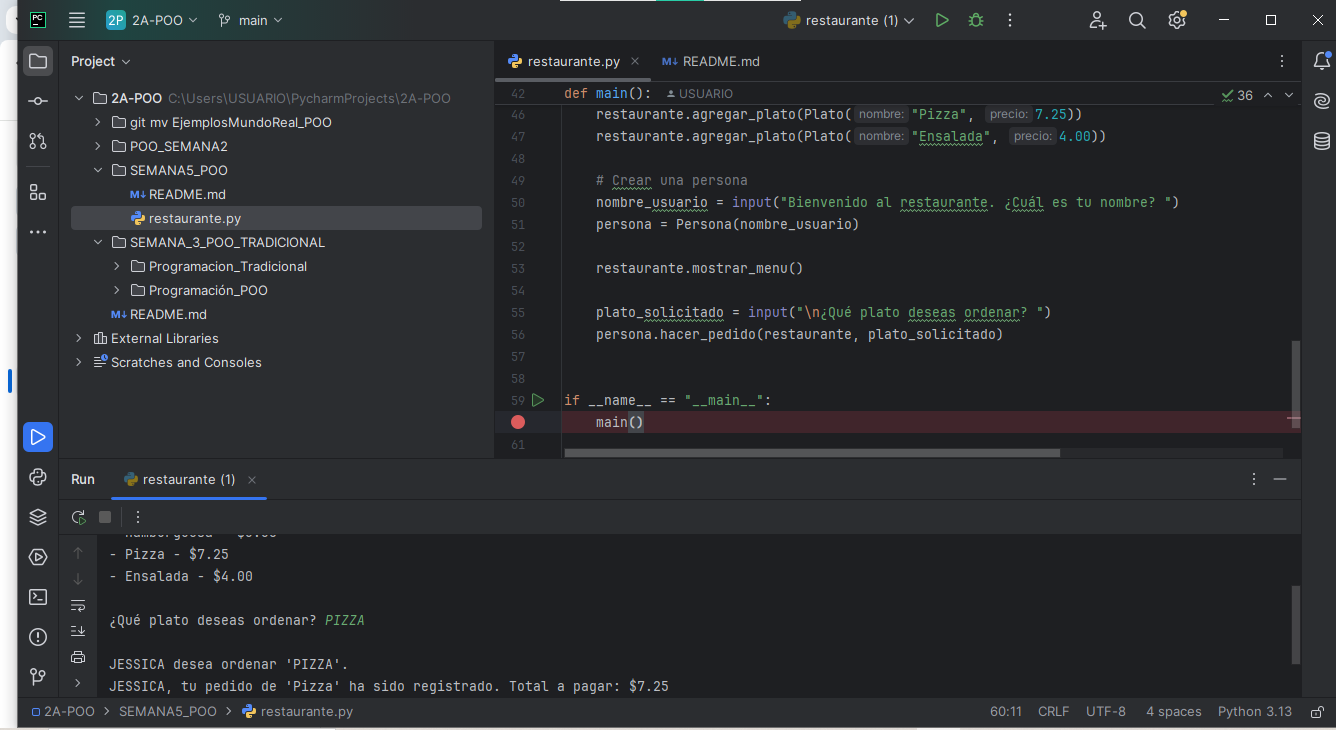 PC
2P 2A-POO main restaurante (1)
Project
2A-POO C:\Users\USUARIO\PycharmProjects\2A-POO
git mv EjemplosMundoReal_POO
POO_SEMANA2
SEMANA5_POO
M↓ README.md
restaurante.py
SEMANA_3_POO_TRADICIONAL
Programacion_Tradicional
Programación_POO
M↓ README.md
External Libraries
Scratches and Consoles
restaurante.py M↓ README.md
42 def main(): USUARIO 36
46 restaurante.agregar_plato(Plato( nombre: "Pizza", precio: 7.25))
47 restaurante.agregar_plato(Plato( nombre: "Ensalada", precio: 4.00))
48
49 # Crear una persona
50 nombre_usuario = input("Bienvenido al restaurante. ¿Cuál es tu nombre? ")
51 persona = Persona(nombre_usuario)
52
53 restaurante.mostrar_menu()
54
55 plato_solicitado = input("\n¿Qué plato deseas ordenar? ")
56 persona.hacer_pedido(restaurante, plato_solicitado)
57
58
59 if __name__ == "__main__":
main()
61
Run restaurante (1)
- Pizza - $7.25
- Ensalada - $4.00
¿Qué plato deseas ordenar? PIZZA
JESSICA desea ordenar 'PIZZA'.
JESSICA, tu pedido de 'Pizza' ha sido registrado. Total a pagar: $7.25
2A-POO > SEMANA5_POO > restaurante.py 60:11 CRLF UTF-8 4 spaces Python 3.13